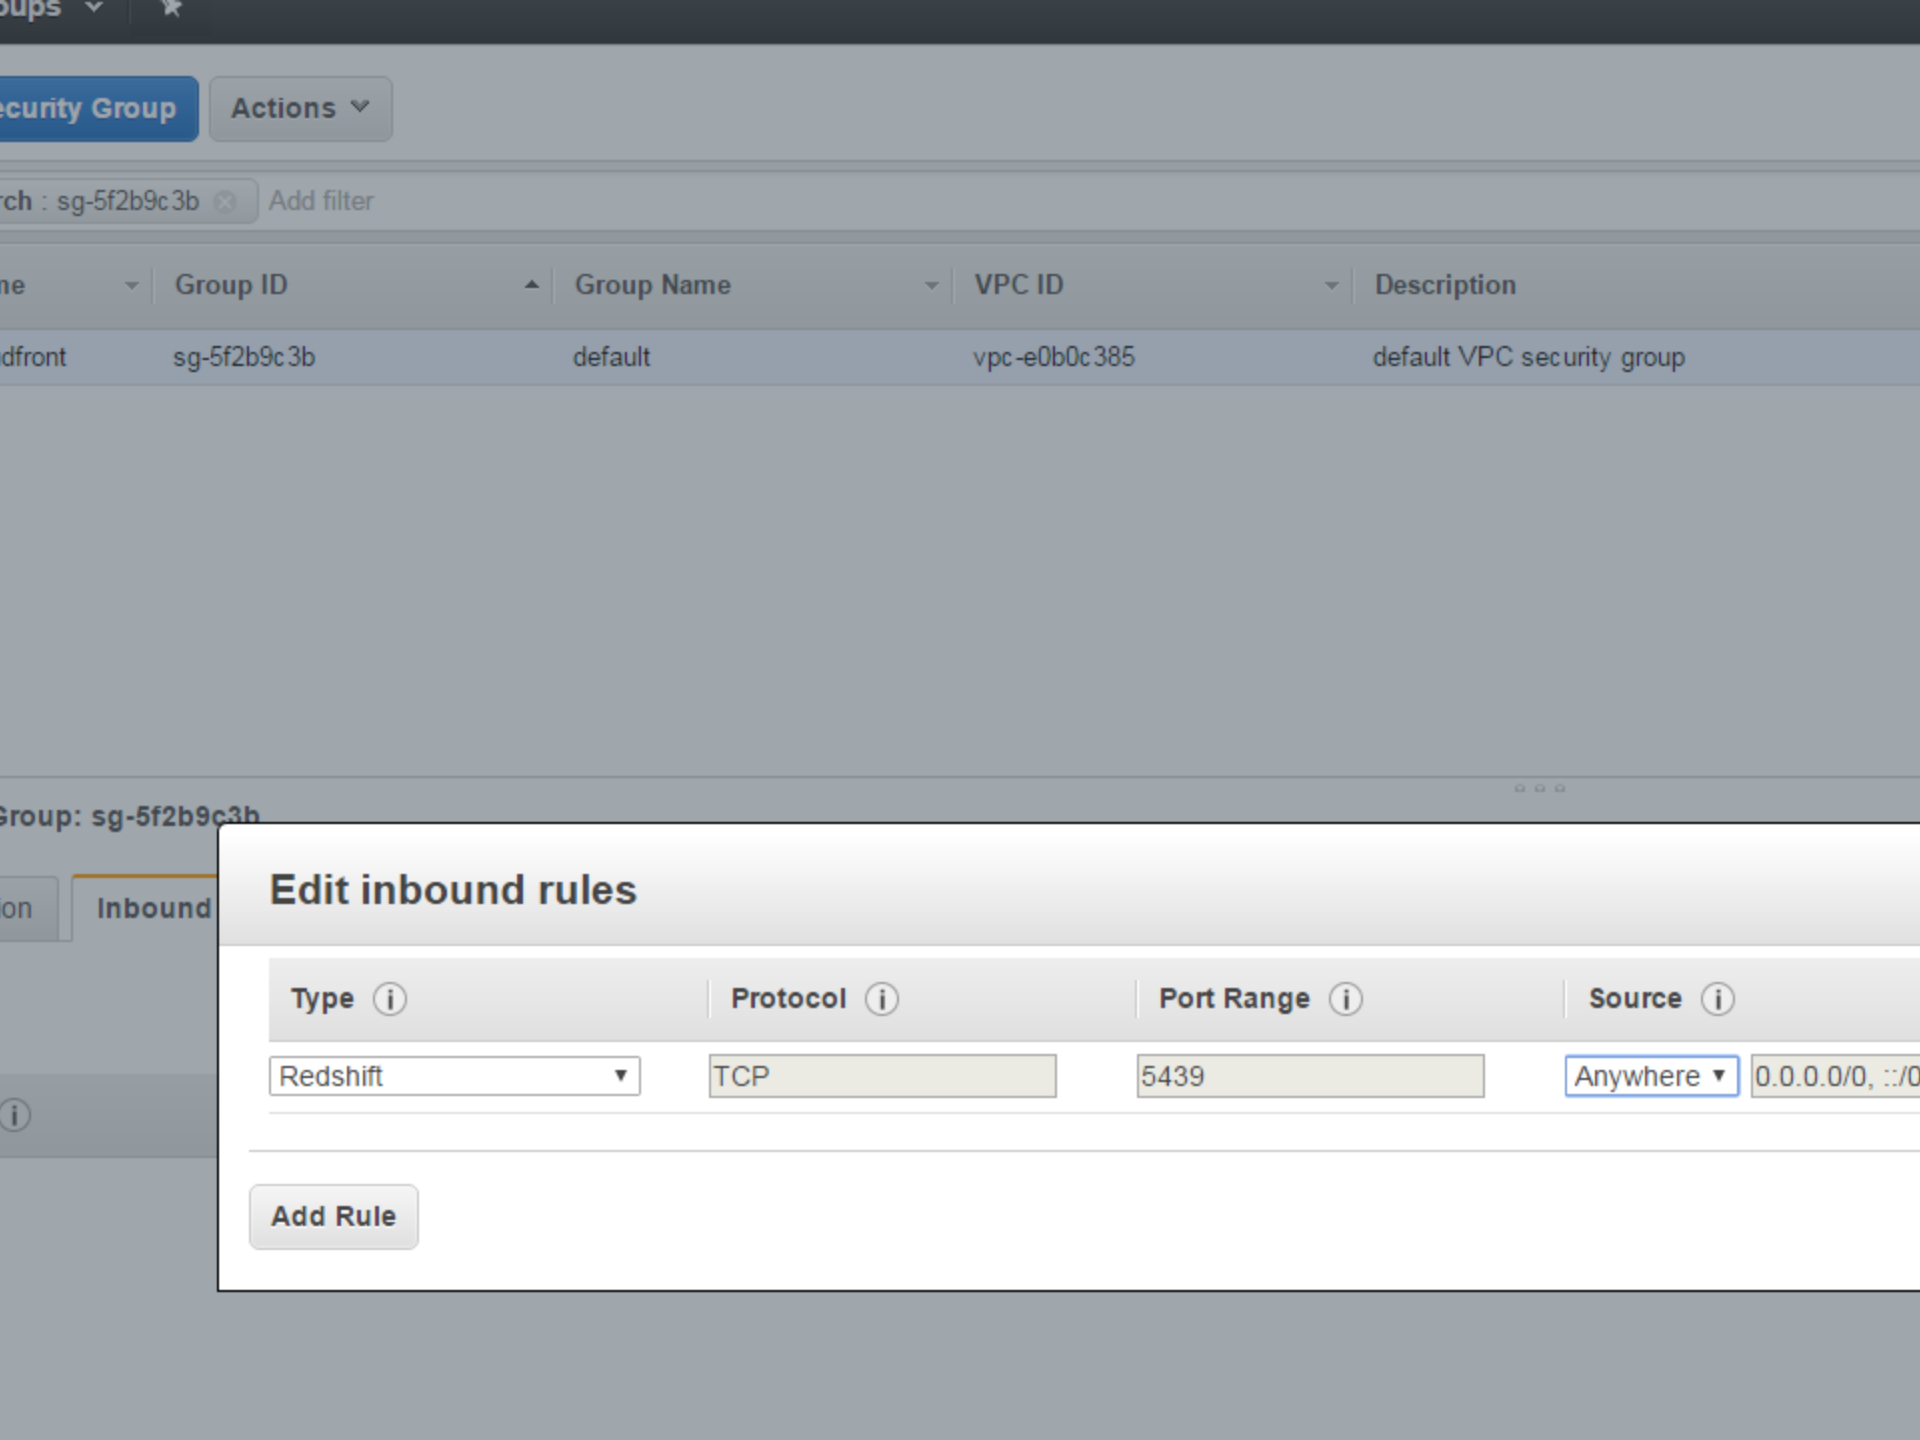 oups
ecurity Group Actions
rch : sg-5f2b9c3b Add filter
me Group ID Group Name VPC ID Description
dfront sg-5f2b9c3b default vpc-e0b0c385 default VPC security group
Group: sg-5f2b9c3b
Edit inbound rules
ion Inbound
Type Protocol Port Range Source
Redshift TCP 5439 Anywhere 0.0.0.0/0, ::/0
Add Rule